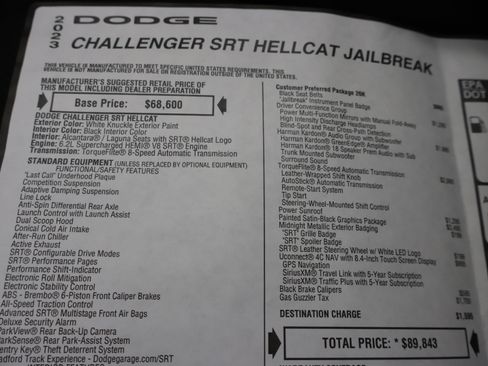 2023 DODGE
CHALLENGER SRT HELLCAT JAILBREAK
THIS VEHICLE IS MANUFACTURED TO MEET SPECIFIC UNITED STATES REQUIREMENTS. THIS
VEHICLE IS NOT MANUFACTURED FOR SALE OR REGISTRATION OUTSIDE OF THE UNITED STATES.
MANUFACTURER'S SUGGESTED RETAIL PRICE OF
THIS MODEL INCLUDING DEALER PREPARATION
Base Price: $68,600
DODGE CHALLENGER SRT HELLCAT
Exterior Color: White Knuckle Exterior Paint
Interior Color: Black Interior Color
Interior: Alcantara® / Laguna Seats with SRT® Hellcat Logo
Engine: 6.2L Supercharged HEMI® V8 SRT® Engine
Transmission: TorqueFlite® 8-Speed Automatic Transmission
STANDARD EQUIPMENT (UNLESS REPLACED BY OPTIONAL EQUIPMENT)
FUNCTIONAL/SAFETY FEATURES
"Last Call" Underhood Plaque
Competition Suspension
Adaptive Damping Suspension
Line Lock
Anti-Spin Differential Rear Axle
Launch Control with Launch Assist
Dual Scoop Hood
Conical Cold Air Intake
After-Run Chiller
Active Exhaust
SRT® Configurable Drive Modes
SRT® Performance Pages
Performance Shift-Indicator
Electronic Roll Mitigation
Electronic Stability Control
ABS - Brembo® 6-Piston Front Caliper Brakes
All-Speed Traction Control
Advanced SRT® Multistage Front Air Bags
Deluxe Security Alarm
ParkView® Rear Back-Up Camera
ParkSense® Rear Park-Assist System
Sentry Key® Theft Deterrent System
Radford Track Experience - Dodgegarage.com/SRT
Customer Preferred Package 26K
Black Seat Belts
"Jailbreak" Instrument Panel Badge
Driver Convenience Group
Power Multi-Function Mirrors with Manual Fold-Away
High Intensity Discharge Headlamps
Blind-Spot and Rear Cross-Path Detection
Harman Kardon® Audio Group with Subwoofer
Harman Kardon® GreenEdge® Amplifier
Harman Kardon® 18 Speaker Prem Audio with Sub
Trunk Mounted Subwoofer
Surround Sound
TorqueFlite® 8-Speed Automatic Transmission
Leather-Wrapped Shift Knob
AutoStick® Automatic Transmission
Remote-Start System
Tip Start
Steering-Wheel-Mounted Shift Control
Power Sunroof
Painted Satin-Black Graphics Package
Midnight Metallic Exterior Badging
"SRT" Grille Badge
"SRT" Spoiler Badge
SRT® Leather Steering Wheel w/ White LED Logo
Uconnect® 4C NAV with 8.4-Inch Touch Screen Display
GPS Navigation
SiriusXM® Travel Link with 5-Year Subscription
SiriusXM® Traffic Plus with 5-Year Subscription
Black Brake Calipers
Gas Guzzler Tax
DESTINATION CHARGE $1,595
TOTAL PRICE: * $89,843
EPA
DOT